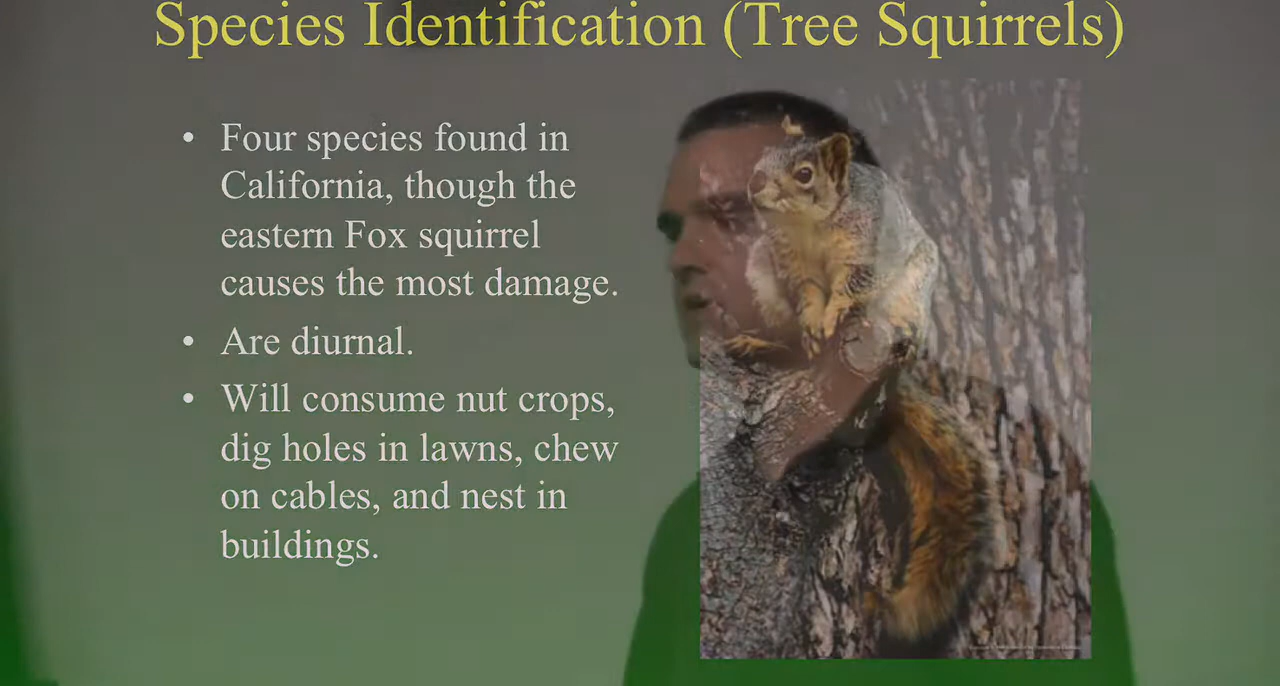 Species Identification (Tree Squirrels)
• Four species found in
California, though the
eastern Fox squirrel
causes the most damage.
• Are diurnal.
• Will consume nut crops,
dig holes in lawns, chew
on cables, and nest in
buildings.